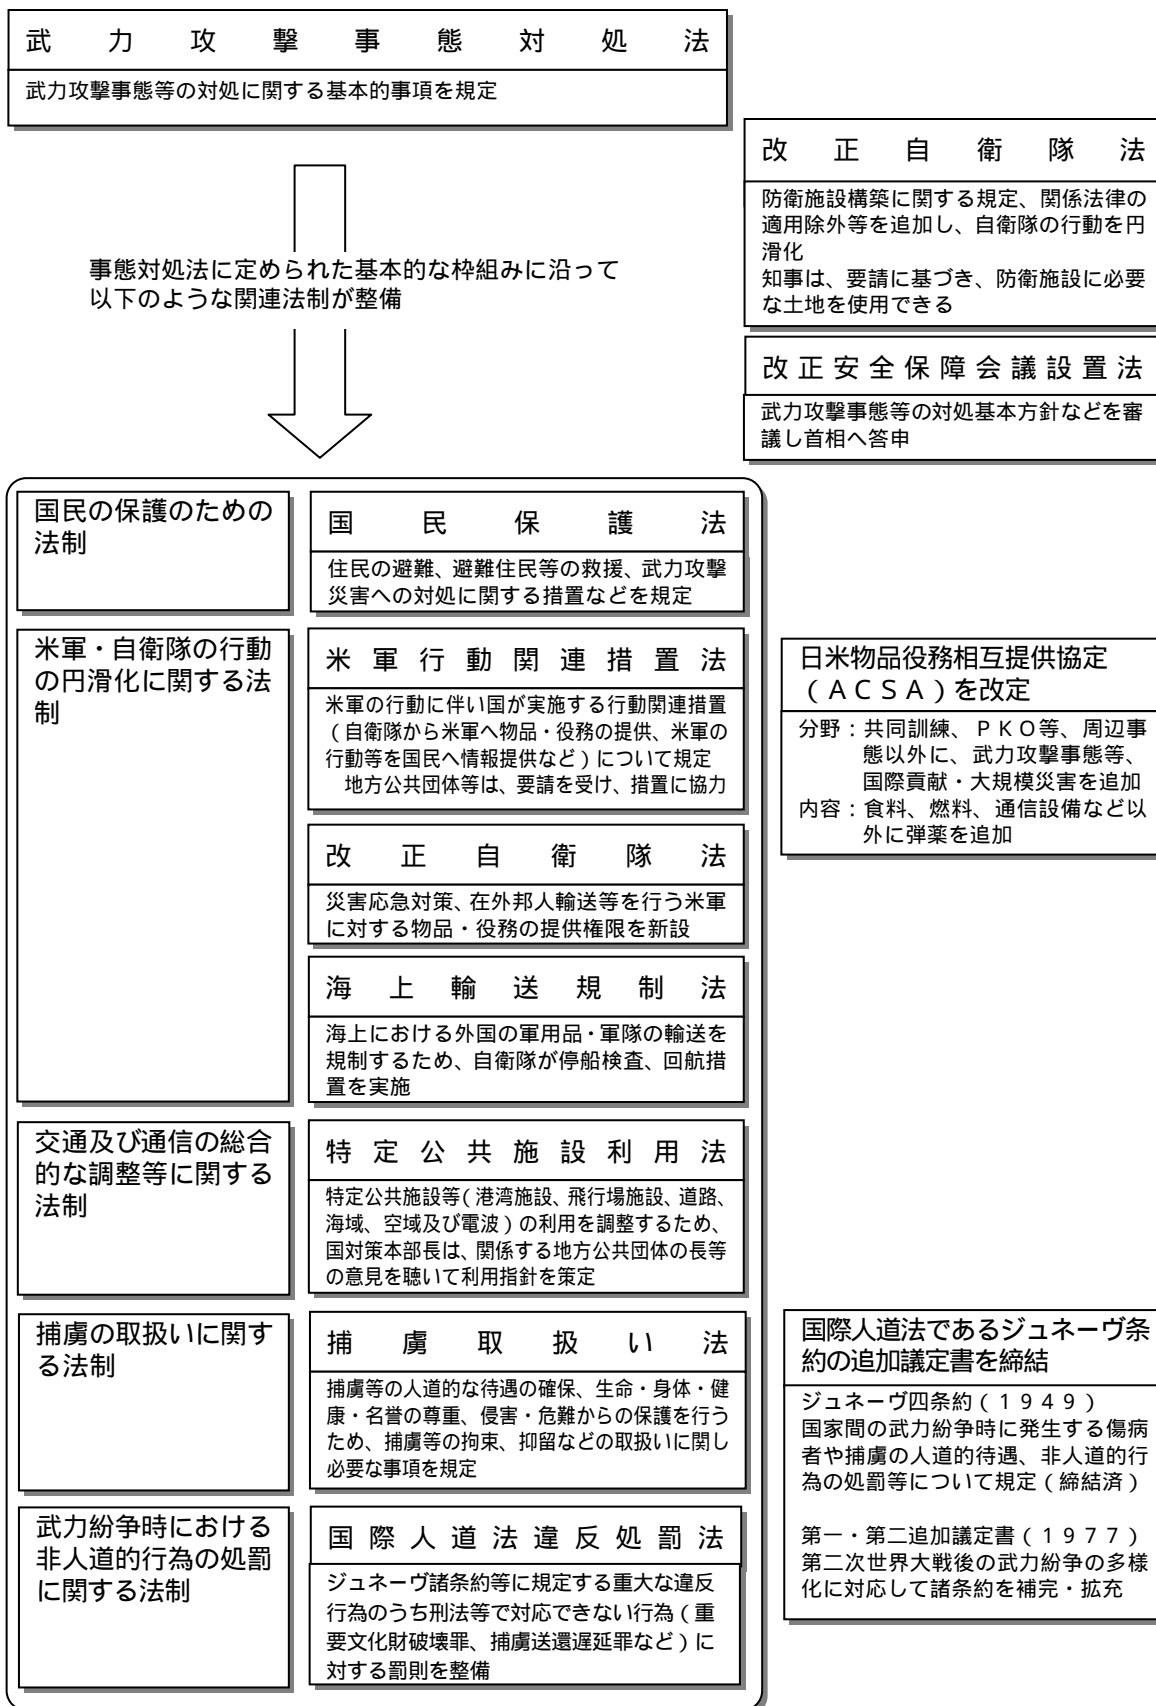 武力攻撃事態対処法
武力攻撃事態等の対処に関する基本的事項を規定
改正自衛隊法
防衛施設構築に関する規定、関係法律の
適用除外等を追加し、自衛隊の行動を円
滑化
知事は、要請に基づき、防衛施設に必要
な土地を使用できる
事態対処法に定められた基本的な枠組みに沿って
以下のような関連法制が整備
改正安全保障会議設置法
武力攻撃事態等の対処基本方針などを審
議し首相へ答申
国民の保護のための
法制
国民保護法
住民の避難、避難住民等の救援、武力攻撃
災害への対処に関する措置などを規定
米軍・自衛隊の行動
の円滑化に関する法
制
米軍行動関連措置法
米軍の行動に伴い国が実施する行動関連措置
(自衛隊から米軍へ物品・役務の提供、米軍の
行動等を国民へ情報提供など)について規定
地方公共団体等は、要請を受け、措置に協力
日米物品役務相互提供協定
(ACSA)を改定
分野:共同訓練、PKO等、周辺事
態以外に、武力攻撃事態等、
国際貢献・大規模災害を追加
内容:食料、燃料、通信設備など以
外に弾薬を追加
改正自衛隊法
災害応急対策、在外邦人輸送等を行う米軍
に対する物品・役務の提供権限を新設
海上輸送規制法
海上における外国の軍用品・軍隊の輸送を
規制するため、自衛隊が停船検査、回航措
置を実施
交通及び通信の総合
的な調整等に関する
法制
特定公共施設利用法
特定公共施設等(港湾施設、飛行場施設、道路、
海域、空域及び電波)の利用を調整するため、
国対策本部長は、関係する地方公共団体の長等
の意見を聴いて利用指針を策定
捕虜の取扱いに関す
る法制
捕虜取扱い法
捕虜等の人道的な待遇の確保、生命・身体・健
康・名誉の尊重、侵害・危難からの保護を行う
ため、捕虜等の拘束、抑留などの取扱いに関し
必要な事項を規定
国際人道法であるジュネーヴ条
約の追加議定書を締結
ジュネーヴ四条約(1949)
国家間の武力紛争時に発生する傷病
者や捕虜の人道的待遇、非人道的行
為の処罰等について規定(締結済)
第一・第二追加議定書(1977)
第二次世界大戦後の武力紛争の多様
化に対応して諸条約を補完・拡充
武力紛争時における
非人道的行為の処罰
に関する法制
国際人道法違反処罰法
ジュネーヴ諸条約等に規定する重大な違反
行為のうち刑法等で対応できない行為(重
要文化財破壊罪、捕虜送還遅延罪など)に
対する罰則を整備